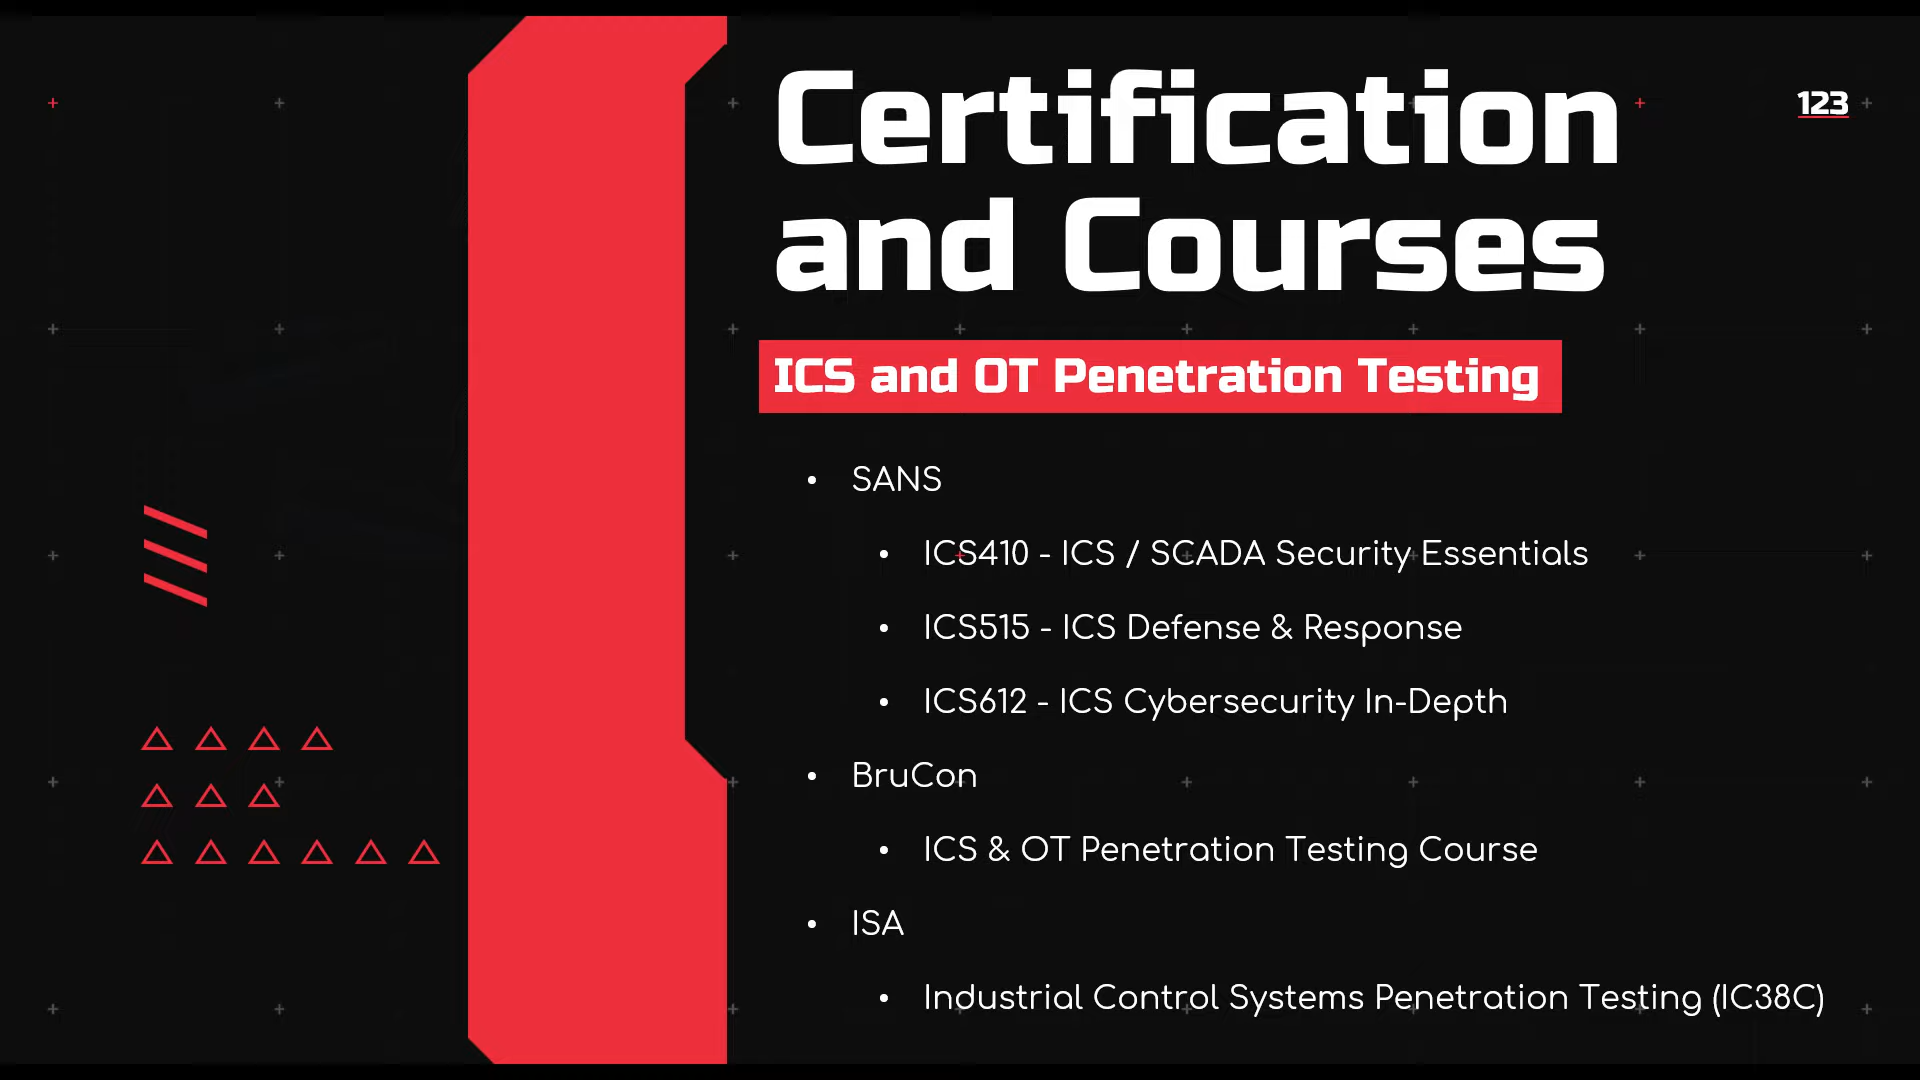 Certification
and Courses
123
ICS and OT Penetration Testing
• SANS
• ICS410 - ICS / SCADA Security Essentials
• ICS515 - ICS Defense & Response
• ICS612 - ICS Cybersecurity In-Depth
• BruCon
• ICS & OT Penetration Testing Course
• ISA
• Industrial Control Systems Penetration Testing (IC38C)